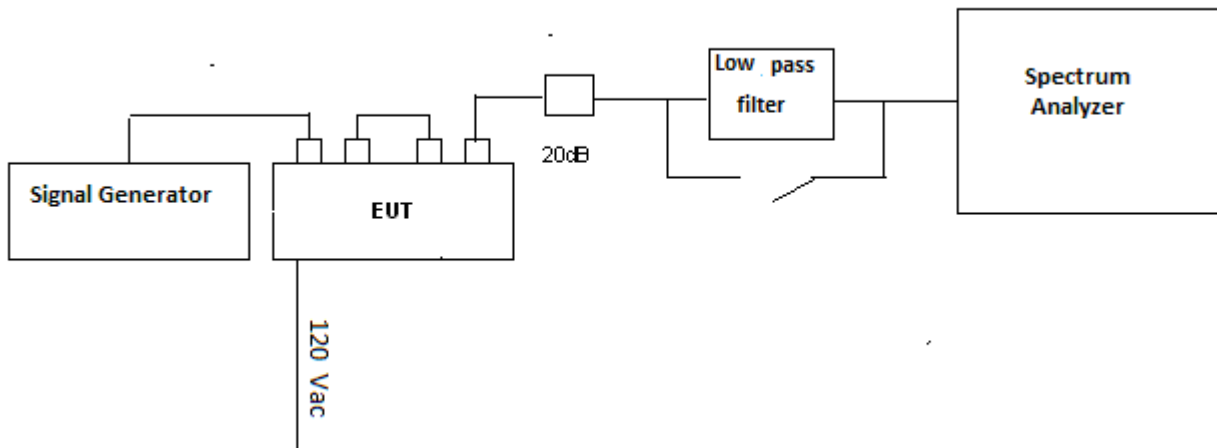 Low pass
filter
Spectrum
Analyzer
20dB
Signal Generator
EUT
120 Vac